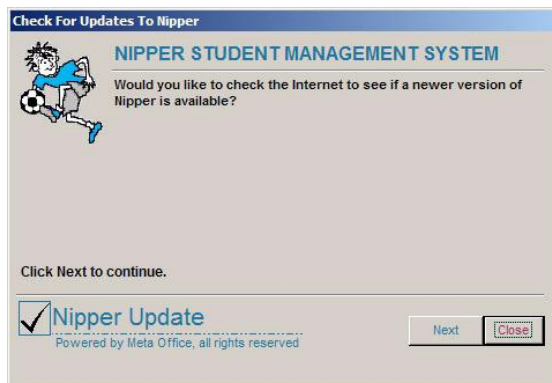 Check For Updates To Nipper
NIPPER STUDENT MANAGEMENT SYSTEM
Would you like to check the Internet to see if a newer version of
Nipper is available?
Click Next to continue.
Nipper Update
Powered by Meta Office, all rights reserved
Next
Close